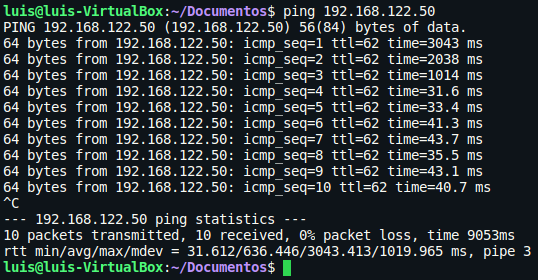 luis@luis-VirtualBox:~/Documentos$ ping 192.168.122.50
PING 192.168.122.50 (192.168.122.50) 56(84) bytes of data.
64 bytes from 192.168.122.50: icmp_seq=1 ttl=62 time=3043 ms
64 bytes from 192.168.122.50: icmp_seq=2 ttl=62 time=2038 ms
64 bytes from 192.168.122.50: icmp_seq=3 ttl=62 time=1014 ms
64 bytes from 192.168.122.50: icmp_seq=4 ttl=62 time=31.6 ms
64 bytes from 192.168.122.50: icmp_seq=5 ttl=62 time=33.4 ms
64 bytes from 192.168.122.50: icmp_seq=6 ttl=62 time=41.3 ms
64 bytes from 192.168.122.50: icmp_seq=7 ttl=62 time=43.7 ms
64 bytes from 192.168.122.50: icmp_seq=8 ttl=62 time=35.5 ms
64 bytes from 192.168.122.50: icmp_seq=9 ttl=62 time=43.1 ms
64 bytes from 192.168.122.50: icmp_seq=10 ttl=62 time=40.7 ms
^C
--- 192.168.122.50 ping statistics ---
10 packets transmitted, 10 received, 0% packet loss, time 9053ms
rtt min/avg/max/mdev = 31.612/636.446/3043.413/1019.965 ms, pipe 3
luis@luis-VirtualBox:~/Documentos$